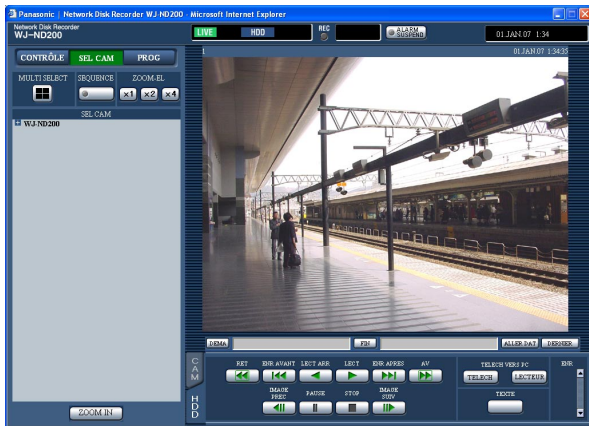 Panasonic | Network Disk Recorder WJ-ND200 - Microsoft Internet Explorer
Network Disk Recorder
WJ-ND200
LIVE HDD REC ALARM SUSPEND 01.JAN.07 1:34
CONTRÔLE SEL CAM PROG
MULTI SELECT SEQUENCE ZOOM-EL
x1 x2 x4
SEL CAM
WJ-ND200
ZOOM IN
1 01.JAN.07 1:34:35
DEMA FIN ALLER DAT DERNIER
CAM
HDD
RET ENR AVANT LECT ARR LECT ENR APRES AV
IMAGE PREC PAUSE STOP IMAGE SUIV
TELECH VERS PC
TELECH LECTEUR
TEXTE
ENR